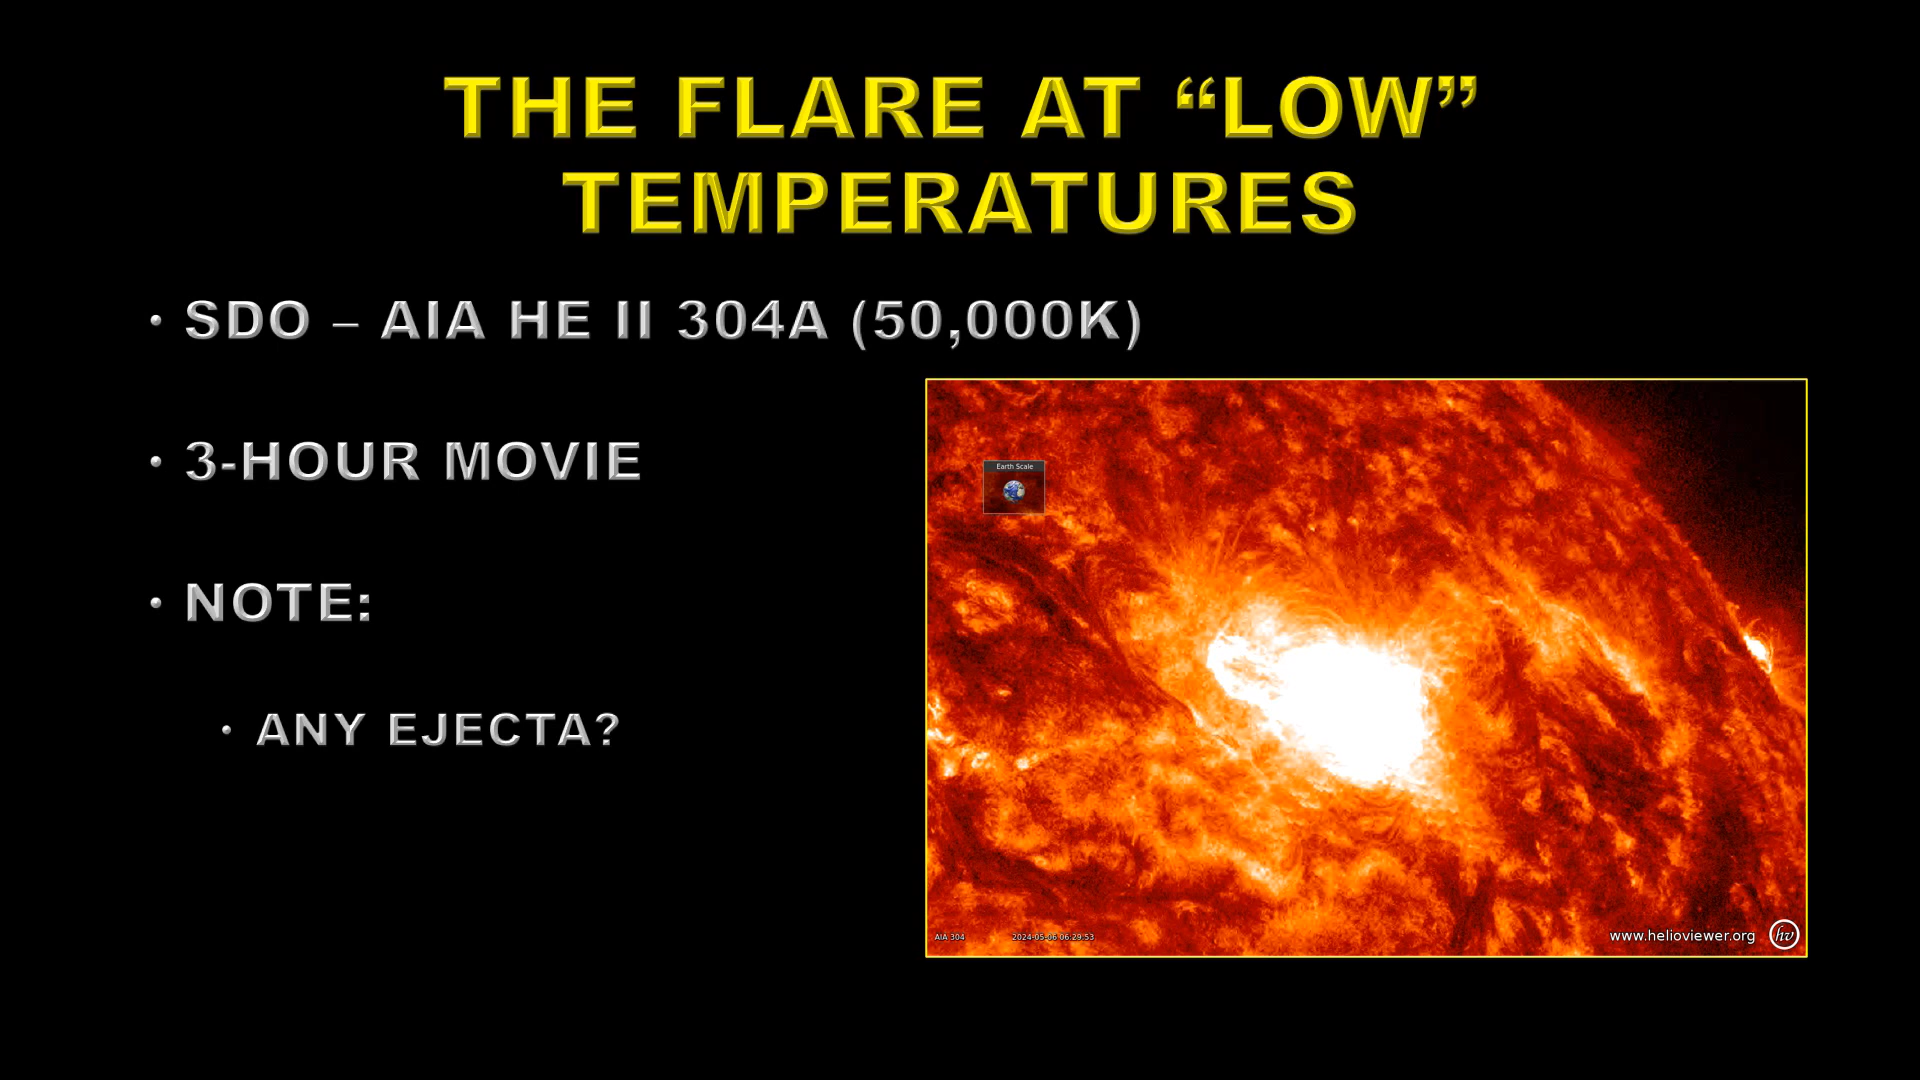 THE FLARE AT “LOW”
TEMPERATURES
• SDO – AIA HE II 304A (50,000K)
• 3-HOUR MOVIE
• NOTE:
• ANY EJECTA?
Earth Scale
AIA 304 2024-05-06 06:29:53
www.helioviewer.org hv